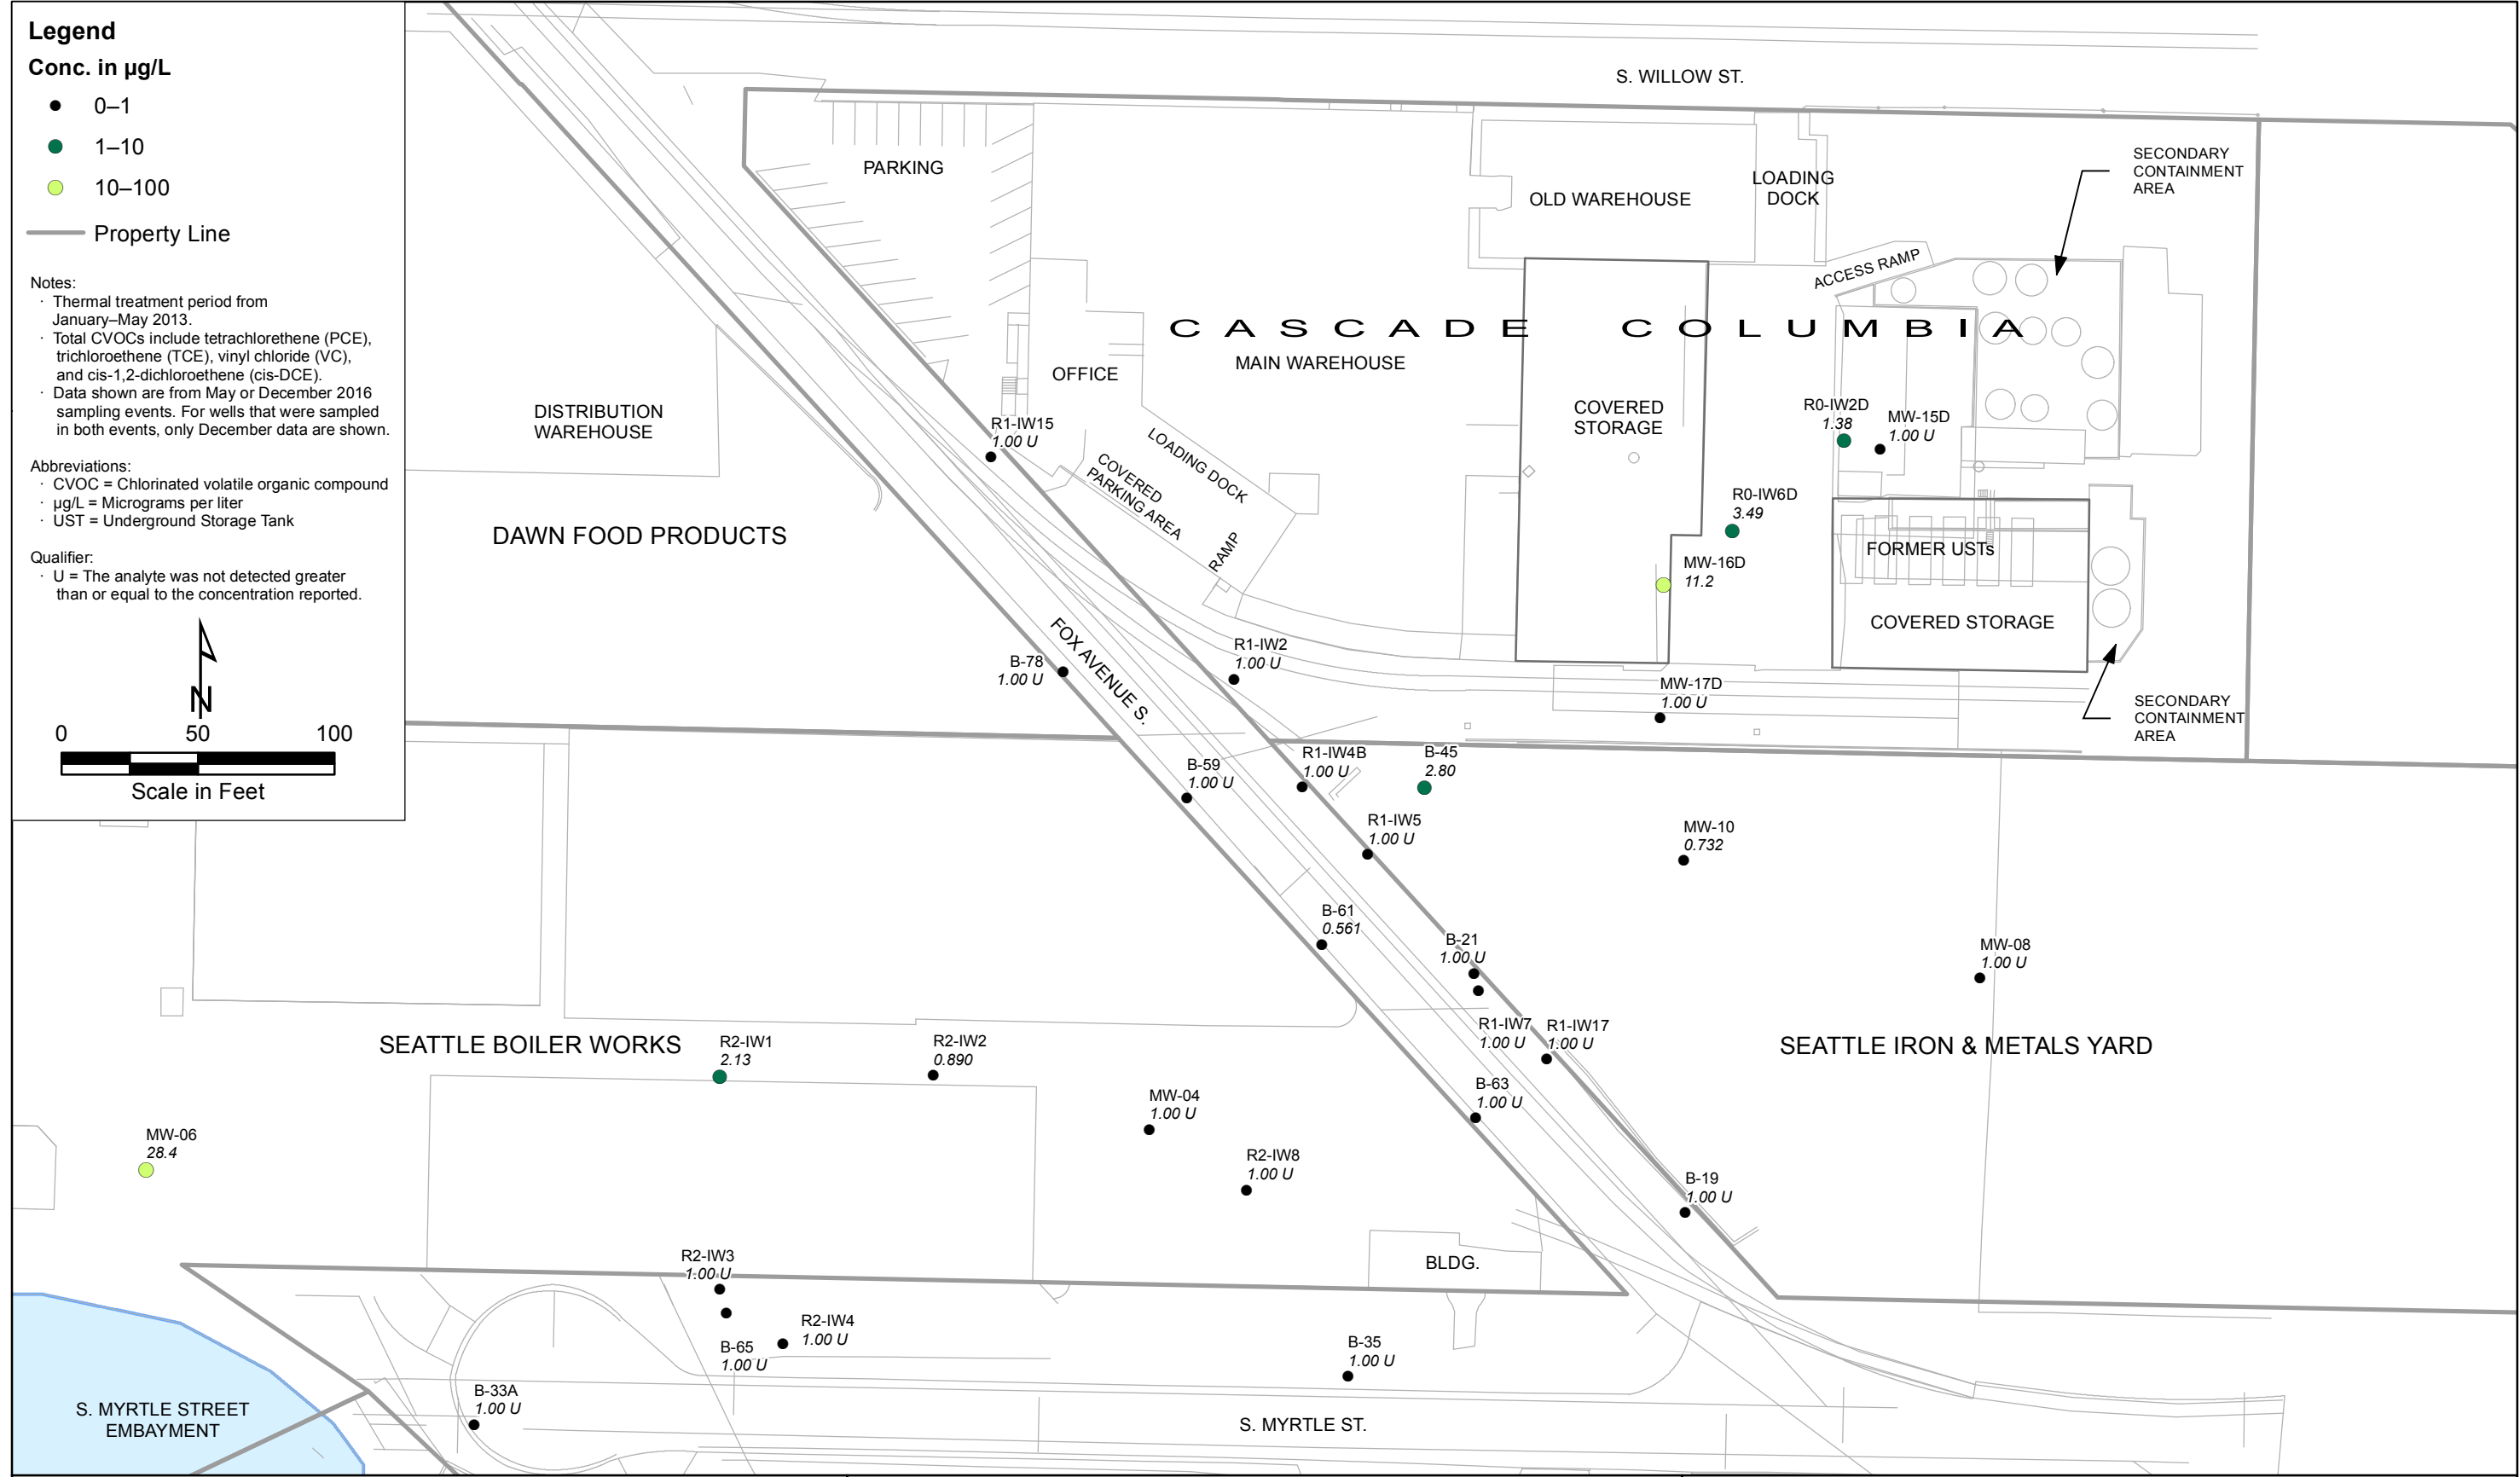 Legend
Conc. in µg/L
0–1
1–10
10–100
Property Line
Notes:
· Thermal treatment period from
January–May 2013.
· Total CVOCs include tetrachlorethene (PCE),
trichloroethene (TCE), vinyl chloride (VC),
and cis-1,2-dichloroethene (cis-DCE).
· Data shown are from May or December 2016
sampling events. For wells that were sampled
in both events, only December data are shown.
Abbreviations:
· CVOC = Chlorinated volatile organic compound
· µg/L = Micrograms per liter
· UST = Underground Storage Tank
Qualifier:
· U = The analyte was not detected greater
than or equal to the concentration reported.
N
0 50 100
Scale in Feet
S. WILLOW ST.
PARKING
OLD WAREHOUSE
LOADING
DOCK
SECONDARY
CONTAINMENT
AREA
ACCESS RAMP
CASCADE COLUMBIA
MAIN WAREHOUSE
OFFICE
DISTRIBUTION
WAREHOUSE
COVERED
STORAGE
R0-IW2D
1.38
MW-15D
1.00 U
R1-IW15
1.00 U
LOADING DOCK
COVERED
PARKING AREA
RAMP
DAWN FOOD PRODUCTS
R0-IW6D
3.49
FORMER USTs
MW-16D
11.2
COVERED STORAGE
FOX AVENUE S.
B-78
1.00 U
R1-IW2
1.00 U
MW-17D
1.00 U
SECONDARY
CONTAINMENT
AREA
B-59
1.00 U
R1-IW4B
1.00 U
B-45
2.80
R1-IW5
1.00 U
MW-10
0.732
B-61
0.561
B-21
1.00 U
MW-08
1.00 U
SEATTLE BOILER WORKS
R2-IW1
2.13
R2-IW2
0.890
R1-IW7
1.00 U
R1-IW17
1.00 U
SEATTLE IRON & METALS YARD
B-63
1.00 U
MW-04
1.00 U
MW-06
28.4
R2-IW8
1.00 U
B-19
1.00 U
R2-IW3
1.00 U
BLDG.
R2-IW4
1.00 U
B-65
1.00 U
B-35
1.00 U
B-33A
1.00 U
S. MYRTLE STREET
EMBAYMENT
S. MYRTLE ST.